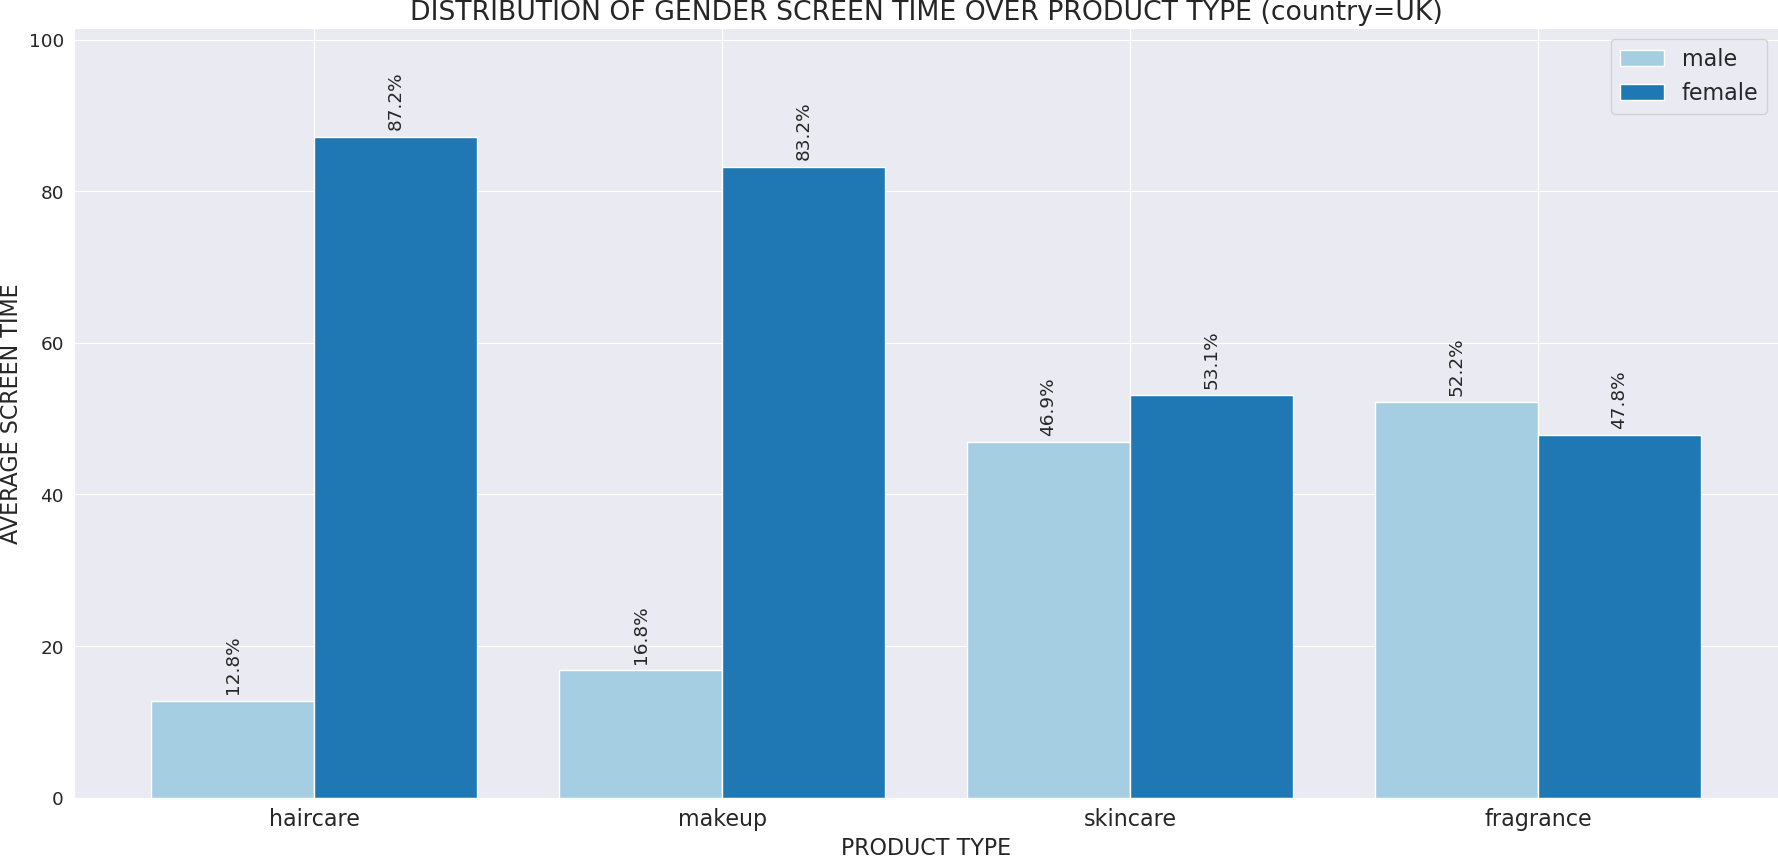 DISTRIBUTION OF GENDER SCREEN TIME OVER PRODUCT TYPE (country=UK)
male
female
AVERAGE SCREEN TIME
100
80
60
40
20
0
12.8%
87.2%
16.8%
83.2%
46.9%
53.1%
52.2%
47.8%
haircare
makeup
skincare
fragrance
PRODUCT TYPE